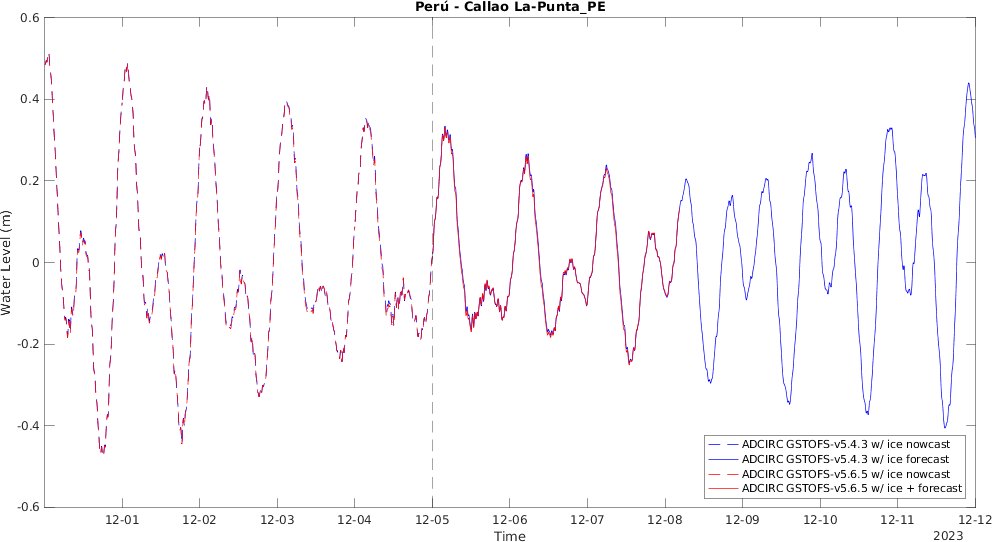 Perú - Callao La-Punta_PE
0.6
0.4
0.2
0
-0.2
-0.4
-0.6
Water Level (m)
ADCIRC GSTOFS-v5.4.3 w/ ice nowcast
ADCIRC GSTOFS-v5.4.3 w/ ice forecast
ADCIRC GSTOFS-v5.6.5 w/ ice nowcast
ADCIRC GSTOFS-v5.6.5 w/ ice + forecast
12-01 12-02 12-03 12-04 12-05 12-06 12-07 12-08 12-09 12-10 12-11 12-12
Time
2023